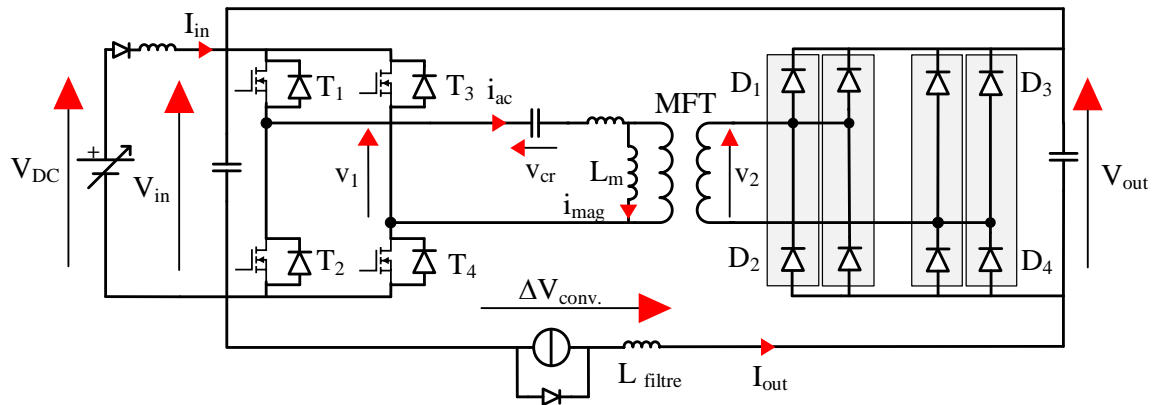 I_in
T_1
T_3
D_1
D_3
i_ac
MFT
V_DC
+
V_in
v_1
v_cr
L_m
v_2
V_out
i_mag
T_2
T_4
D_2
D_4
ΔV_conv.
L_filtre
I_out